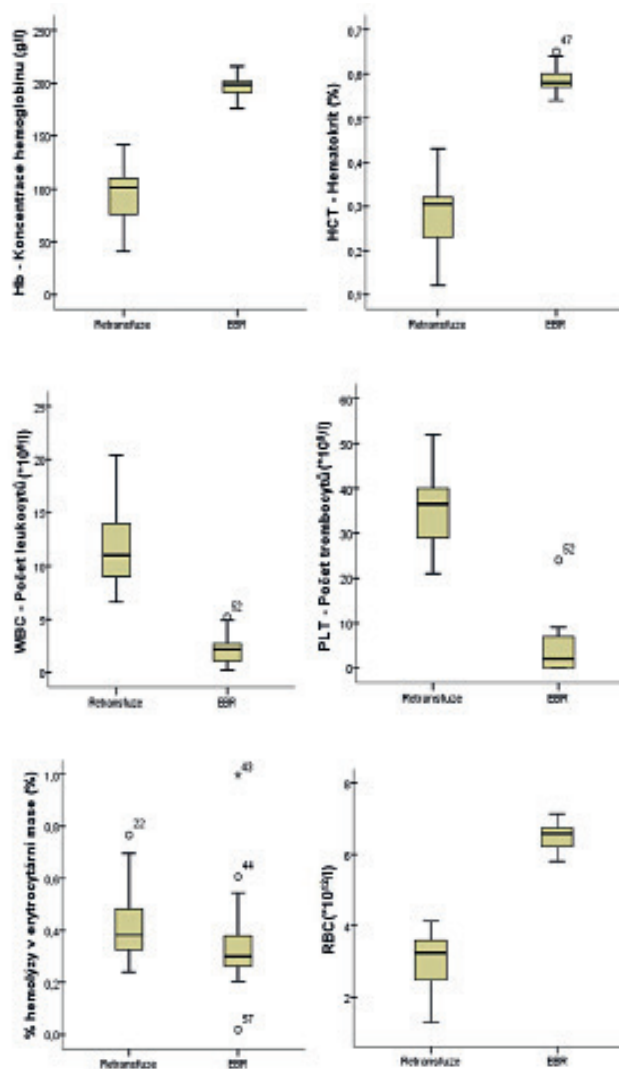 Hb - Koncentrace hemoglobinu (g/l)
250
200
150
100
50
0
Retransfuze
EBR
HCT - Hematokrit (%)
0,7
0,6
0,5
0,4
0,3
0,2
0,1
47
Retransfuze
EBR
WBC - Počet leukocytů (*10⁹/l)
25
20
15
10
5
0
52
Retransfuze
EBR
PLT - Počet trombocytů (*10⁹/l)
60
50
40
30
20
10
0
52
Retransfuze
EBR
% hemolýzy v erytrocytární mase (%)
1,0
0,8
0,6
0,4
0,2
0,0
22
43
44
57
Retransfuze
EBR
RBC (*10¹²/l)
8
6
4
2
Retransfuze
EBR